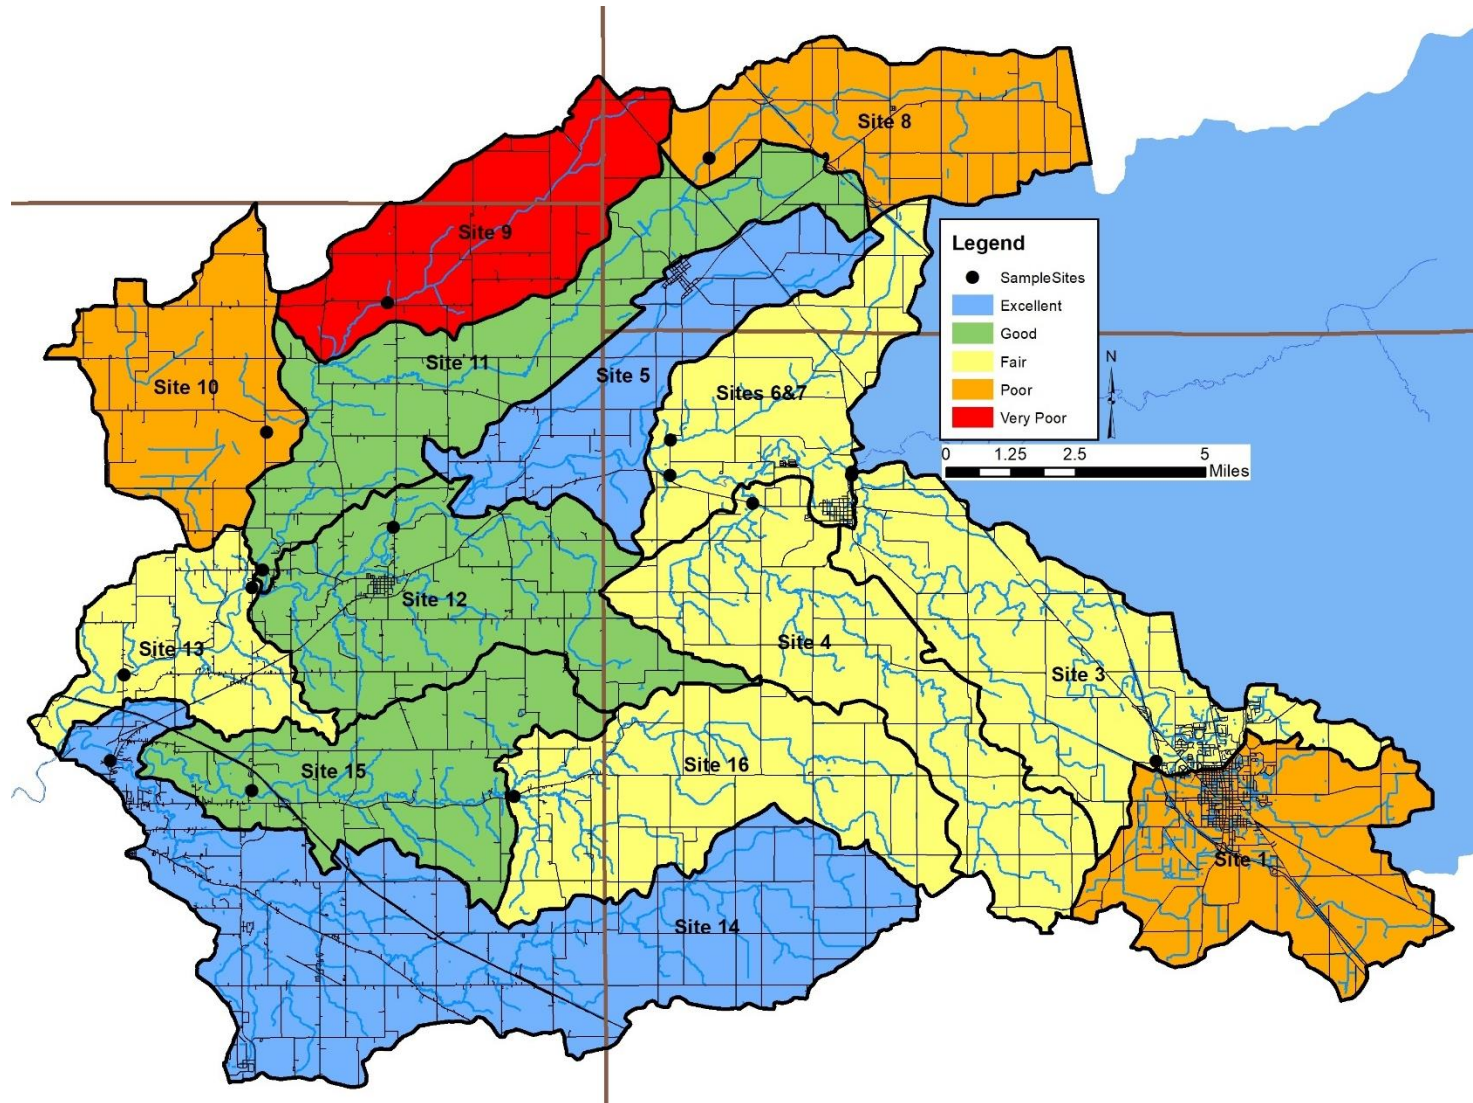 Site 8
Site 9
Legend
SampleSites
Excellent
Good
Fair
Poor
Very Poor
N
0 1.25 2.5 5
Miles
Site 11
Site 5
Site 10
Sites 6&7
Site 12
Site 4
Site 13
Site 3
Site 15
Site 16
Site 1
Site 14